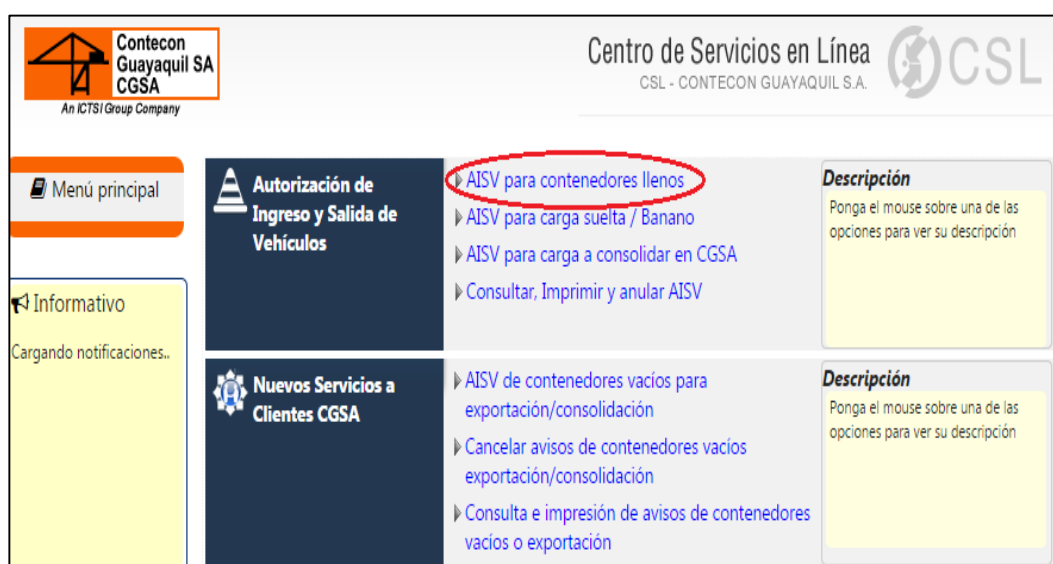 Contecon
Guayaquil SA
CGSA
An ICTSI Group Company
Centro de Servicios en Línea
CSL - CONTECON GUAYAQUIL S.A.
CSL
Menú principal
Informativo
Cargando notificaciones..
Autorización de
Ingreso y Salida de
Vehículos
AISV para contenedores llenos
AISV para carga suelta / Banano
AISV para carga a consolidar en CGSA
Consultar, Imprimir y anular AISV
Descripción
Ponga el mouse sobre una de las
opciones para ver su descripción
Nuevos Servicios a
Clientes CGSA
AISV de contenedores vacíos para
exportación/consolidación
Cancelar avisos de contenedores vacíos
exportación/consolidación
Consulta e impresión de avisos de contenedores
vacíos o exportación
Descripción
Ponga el mouse sobre una de las
opciones para ver su descripción